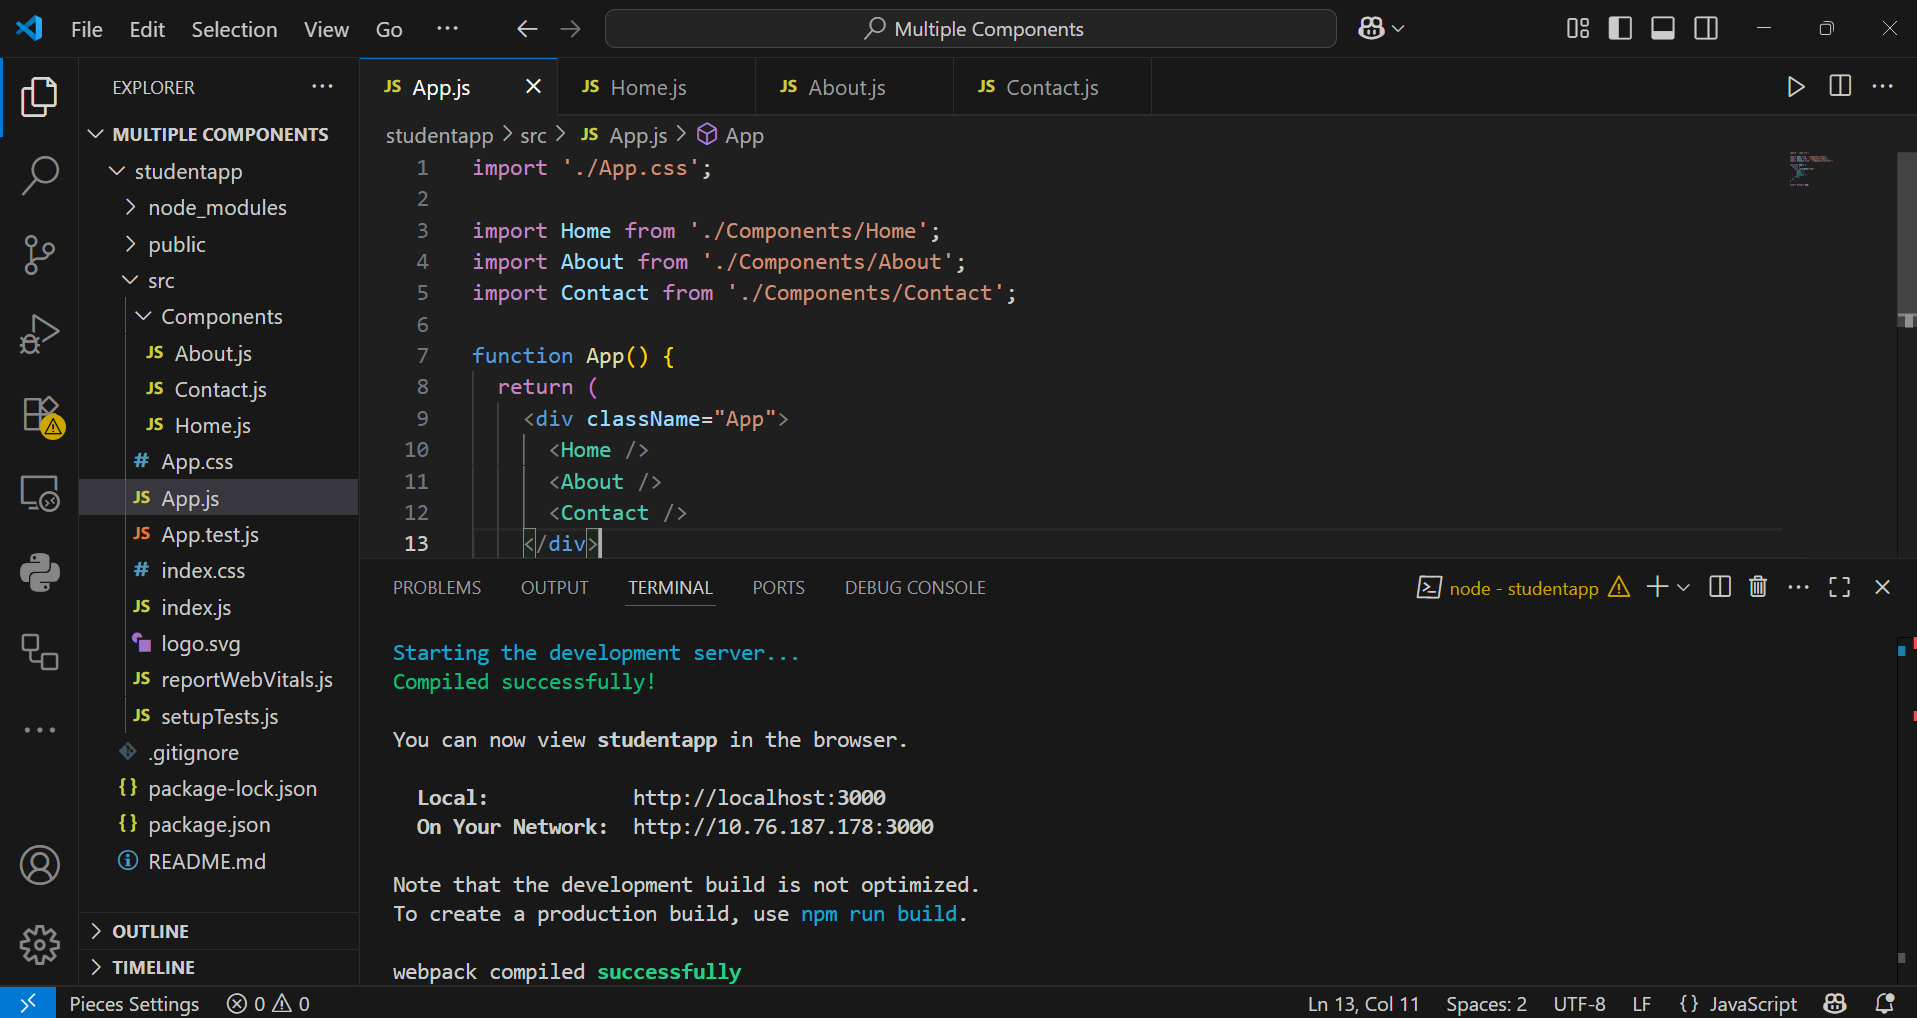 File Edit Selection View Go ···
Multiple Components
EXPLORER
MULTIPLE COMPONENTS
studentapp
node_modules
public
src
Components
JS About.js
JS Contact.js
JS Home.js
# App.css
JS App.js
JS App.test.js
# index.css
JS index.js
logo.svg
JS reportWebVitals.js
JS setupTests.js
.gitignore
{} package-lock.json
{} package.json
README.md
OUTLINE
TIMELINE
JS App.js JS Home.js JS About.js JS Contact.js
studentapp > src > JS App.js > App
1 import './App.css';
2
3 import Home from './Components/Home';
4 import About from './Components/About';
5 import Contact from './Components/Contact';
6
7 function App() {
8 return (
9 <div className="App">
10 <Home />
11 <About />
12 <Contact />
13 </div>
PROBLEMS OUTPUT TERMINAL PORTS DEBUG CONSOLE
node - studentapp
Starting the development server...
Compiled successfully!
You can now view studentapp in the browser.
Local: http://localhost:3000
On Your Network: http://10.76.187.178:3000
Note that the development build is not optimized.
To create a production build, use npm run build.
webpack compiled successfully
Pieces Settings 0 0 Ln 13, Col 11 Spaces: 2 UTF-8 LF {} JavaScript